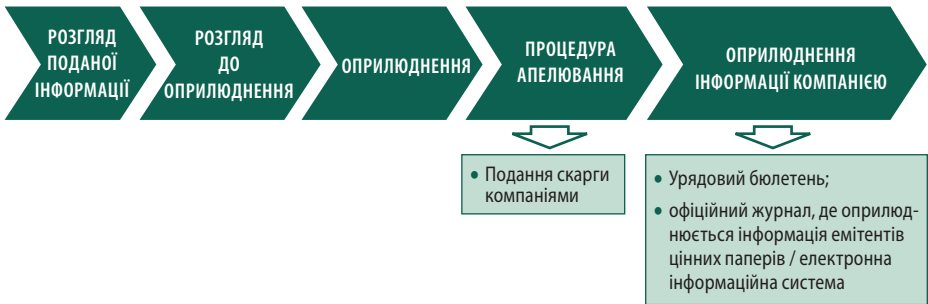 РОЗГЛЯД
ПОДАНОЇ
ІНФОРМАЦІЇ
РОЗГЛЯД
ДО
ОПРИЛЮДНЕННЯ
ОПРИЛЮДНЕННЯ
ПРОЦЕДУРА
АПЕЛЮВАННЯ
ОПРИЛЮДНЕННЯ
ІНФОРМАЦІЇ КОМПАНІЄЮ
• Подання скарги
компаніями
• Урядовий бюлетень;
• офіційний журнал, де оприлюд-
нюється інформація емітентів
цінних паперів / електронна
інформаційна система